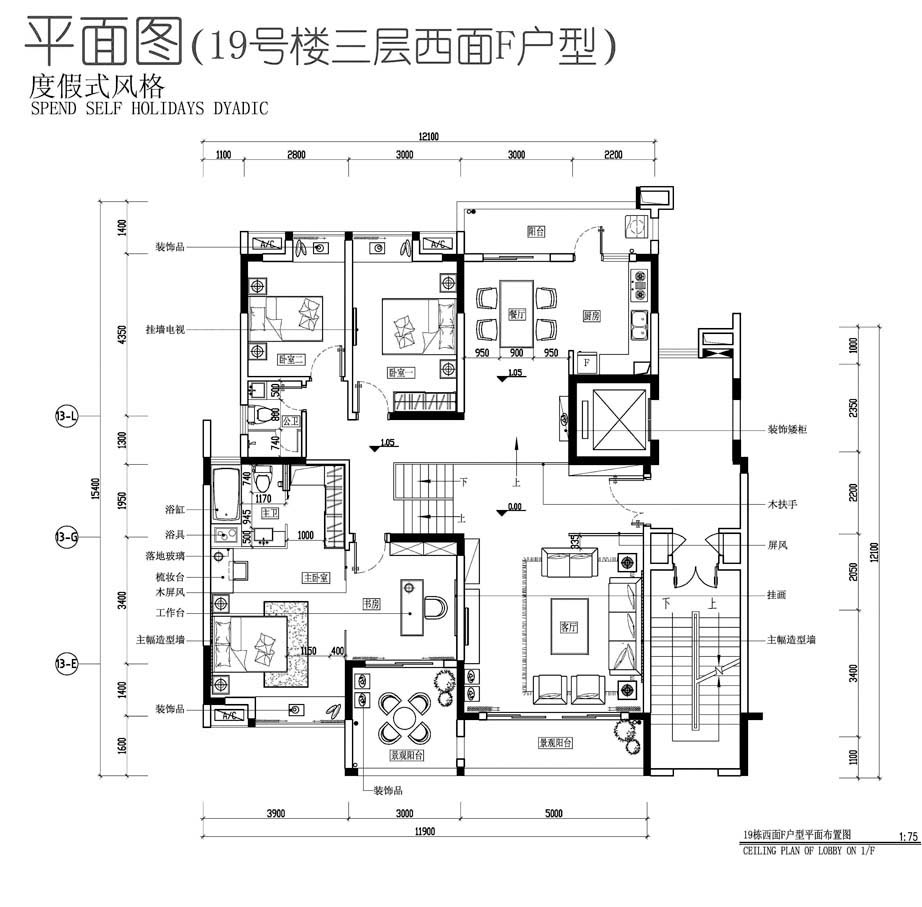 平面图(19号楼三层西面F户型)
度假式风格
SPEND SELF HOLIDAYS DYADIC
12100
1100
2800
3000
3000
2200
1400
4350
1300
1950
3400
1400
1600
15400
13-L
13-G
13-E
装饰品
挂墙电视
浴缸
浴具
落地玻璃
梳妆台
木屏风
工作台
主幅造型墙
装饰品
A/C
A/C
阳台
卧室二
卧室一
餐厅
厨房
F
950
900
950
1.05
500
880
740
公卫
1.05
740
1170
主卫
945
500
1000
下
上
上
0.00
主卧室
书房
1150
400
335
客厅
A/C
景观阳台
景观阳台
装饰品
下
上
N
装饰矮柜
木扶手
屏风
挂画
主幅造型墙
1000
2350
2200
2050
3400
1100
12100
3900
3000
5000
11900
19栋西面F户型平面布置图
1:75
CEILING PLAN OF LOBBY ON 1/F